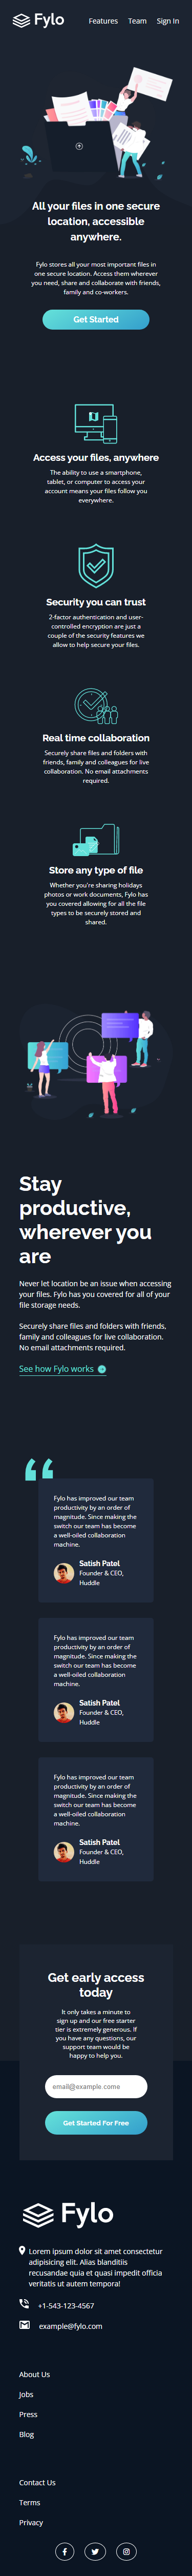 Fylo
Features Team Sign In
All your files in one secure
location, accessible
anywhere.
Fylo stores all your most important files in
one secure location. Access them wherever
you need, share and collaborate with friends,
family and co-workers.
Get Started
Access your files, anywhere
The ability to use a smartphone,
tablet, or computer to access your
account means your files follow you
everywhere.
Security you can trust
2-factor authentication and user-
controlled encryption are just a
couple of the security features we
allow to help secure your files.
Real time collaboration
Securely share files and folders with
friends, family and colleagues for live
collaboration. No email attachments
required.
Store any type of file
Whether you're sharing holidays
photos or work documents, Fylo has
you covered allowing for all the file
types to be securely stored and
shared.
Stay
productive,
wherever you
are
Never let location be an issue when accessing
your files. Fylo has you covered for all of your
file storage needs.
Securely share files and folders with friends,
family and colleagues for live collaboration.
No email attachments required.
See how Fylo works
Fylo has improved our team
productivity by an order of
magnitude. Since making the
switch our team has become
a well-oiled collaboration
machine.
Satish Patel
Founder & CEO,
Huddle
Fylo has improved our team
productivity by an order of
magnitude. Since making the
switch our team has become
a well-oiled collaboration
machine.
Satish Patel
Founder & CEO,
Huddle
Fylo has improved our team
productivity by an order of
magnitude. Since making the
switch our team has become
a well-oiled collaboration
machine.
Satish Patel
Founder & CEO,
Huddle
Get early access
today
It only takes a minute to
sign up and our free starter
tier is extremely generous. If
you have any questions, our
support team would be
happy to help you.
email@example.come
Get Started For Free
Fylo
Lorem ipsum dolor sit amet consectetur
adipisicing elit. Alias blanditiis
recusandae quia et quasi impedit officia
veritatis ut autem tempora!
+1-543-123-4567
example@fylo.com
About Us
Jobs
Press
Blog
Contact Us
Terms
Privacy